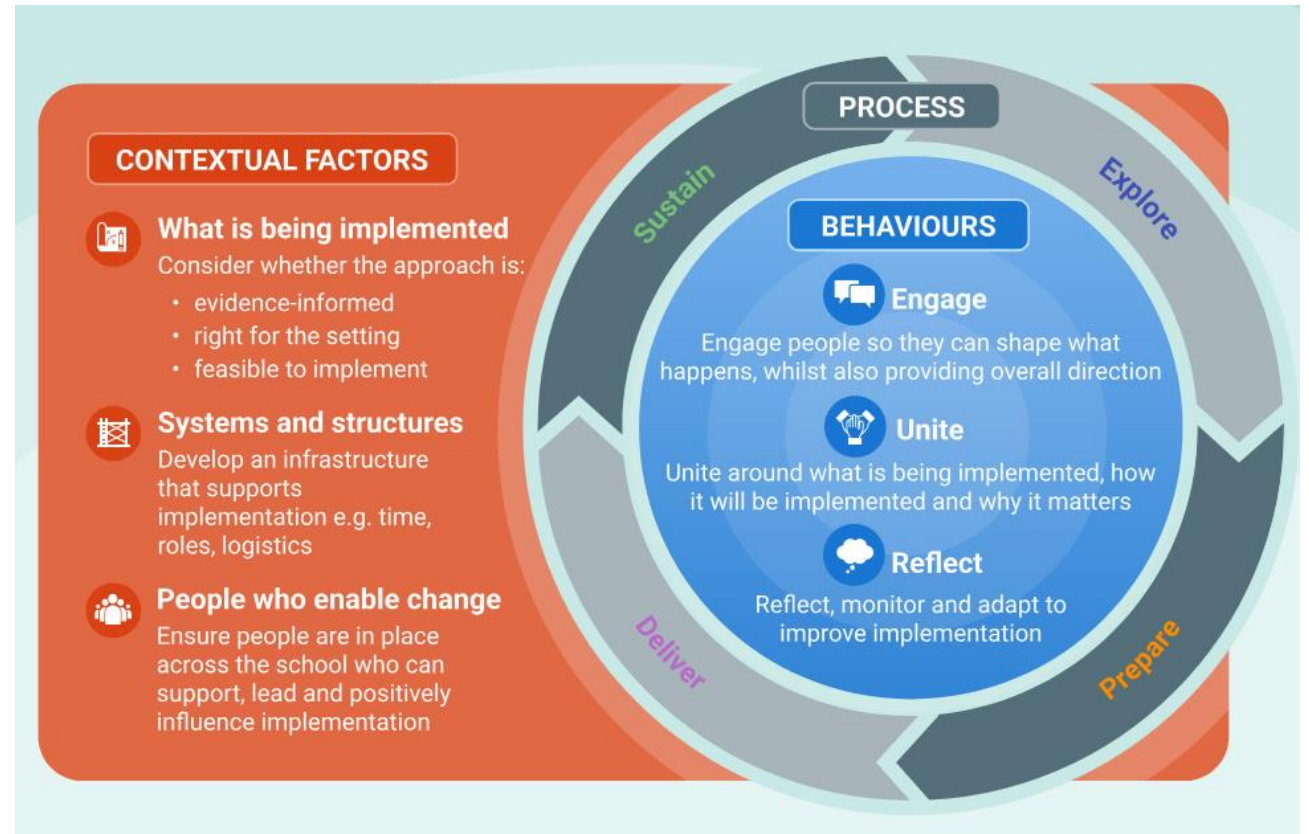 CONTEXTUAL FACTORS
What is being implemented
Consider whether the approach is:
• evidence-informed
• right for the setting
• feasible to implement
Systems and structures
Develop an infrastructure
that supports
implementation e.g. time,
roles, logistics
People who enable change
Ensure people are in place
across the school who can
support, lead and positively
influence implementation
PROCESS
Explore
Prepare
Deliver
Sustain
BEHAVIOURS
Engage
Engage people so they can shape what
happens, whilst also providing overall direction
Unite
Unite around what is being implemented, how
it will be implemented and why it matters
Reflect
Reflect, monitor and adapt to
improve implementation